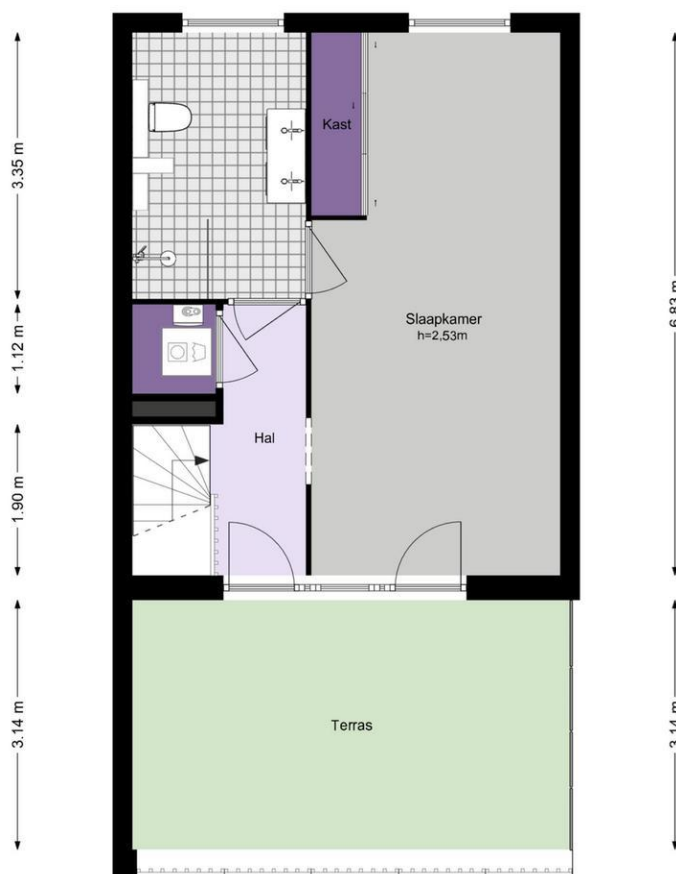 3.35 m
Kast
6.83 m
1.12 m
Slaapkamer
h=2,53m
Hal
1.90 m
3.14 m
Terras
3.14 m